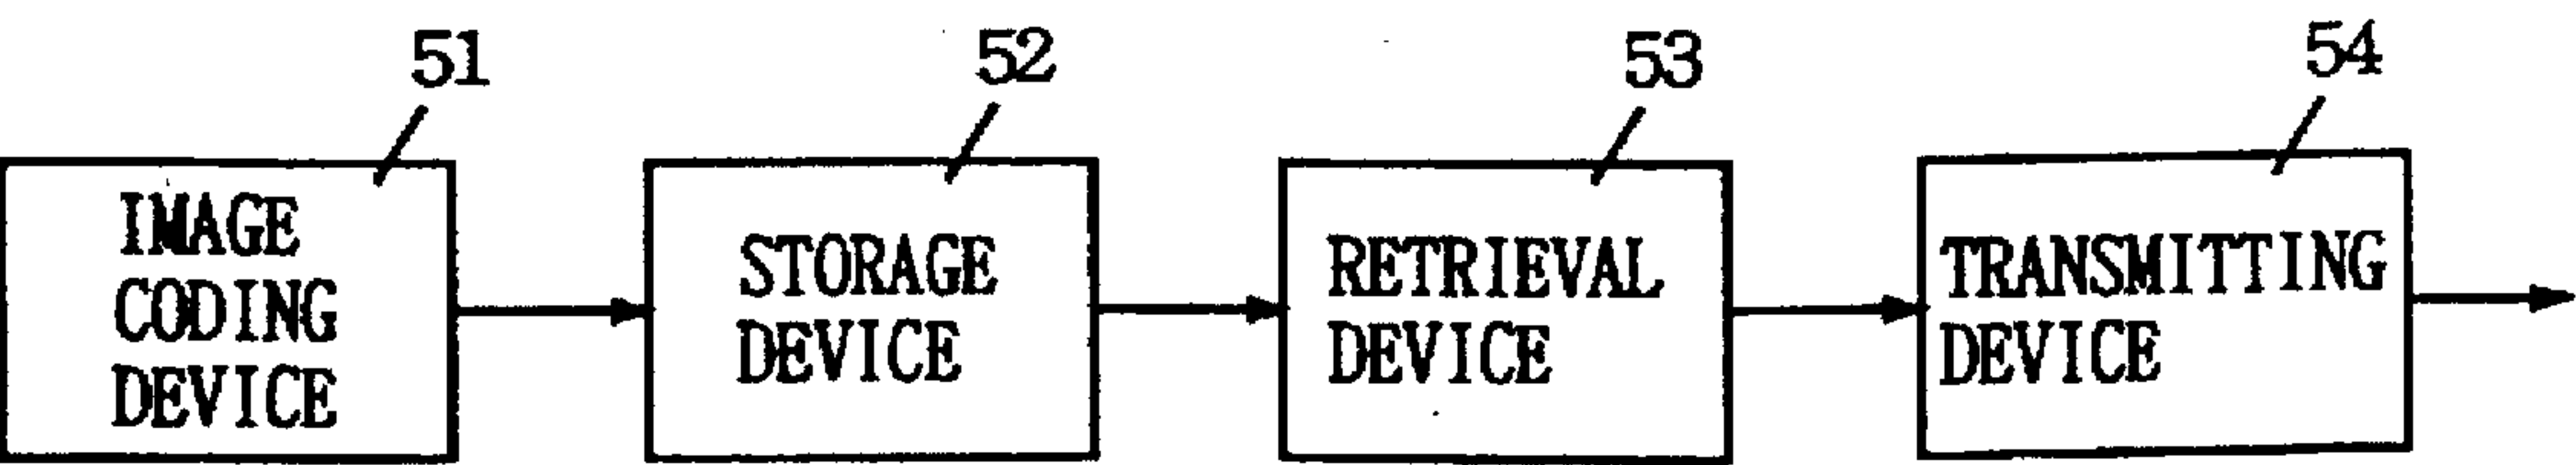 51
52
53
54
IMAGE
CODING
DEVICE
STORAGE
DEVICE
RETRIEVAL
DEVICE
TRANSMITTING
DEVICE